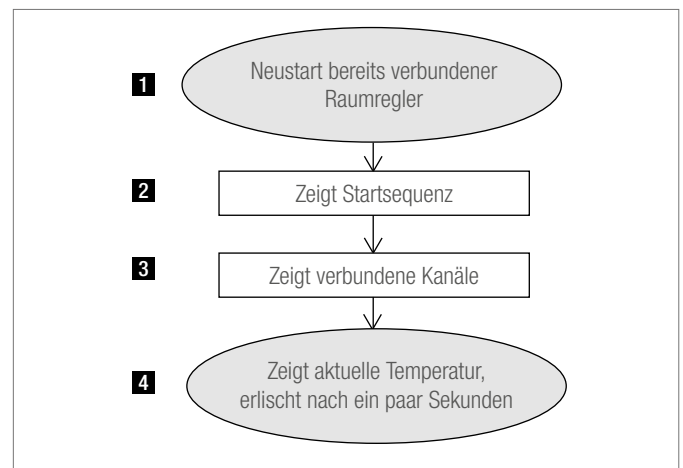 1
Neustart bereits verbundener
Raumregler
2
Zeigt Startsequenz
3
Zeigt verbundene Kanäle
4
Zeigt aktuelle Temperatur,
erlischt nach ein paar Sekunden